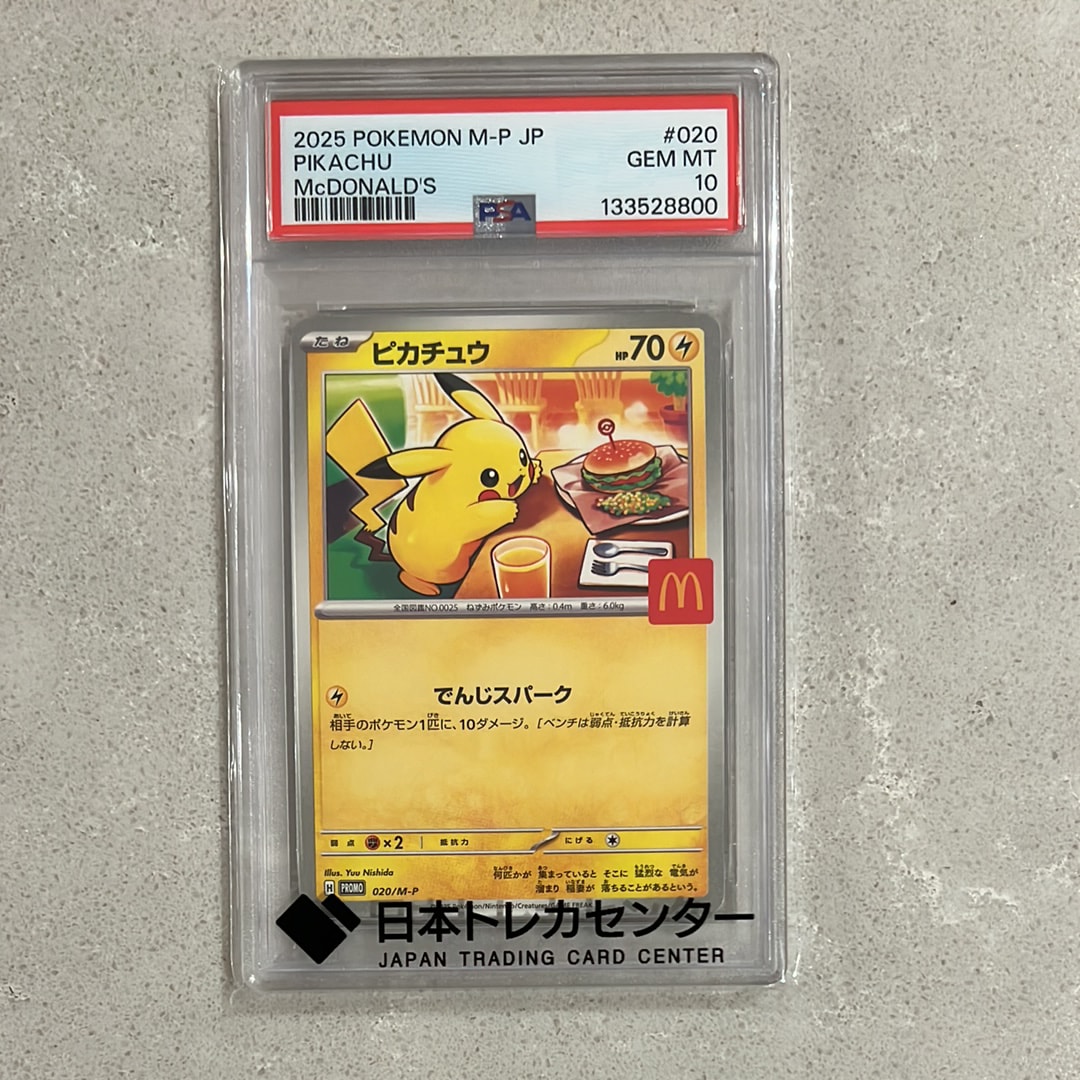 2025 POKEMON M-P JP #020
PIKACHU GEM MT
McDONALD'S 10
PSA 133528800
たね ピカチュウ HP 70
全国図鑑NO.0025 ねずみポケモン 高さ:0.4m 重さ:6.0kg
でんじスパーク
相手のポケモン1匹に、10ダメージ。[ベンチは弱点・抵抗力を計算
しない。]
弱点 ×2 抵抗力 にげる
Illus. Yuu Nishida
何匹かが 集まっていると そこに 猛烈な 電気が
溜まり 稲妻が 落ちることがあるという。
H PROMO 020/M-P
/Nintendo/Creatures/GAME FREAK
日本トレカセンター
JAPAN TRADING CARD CENTER